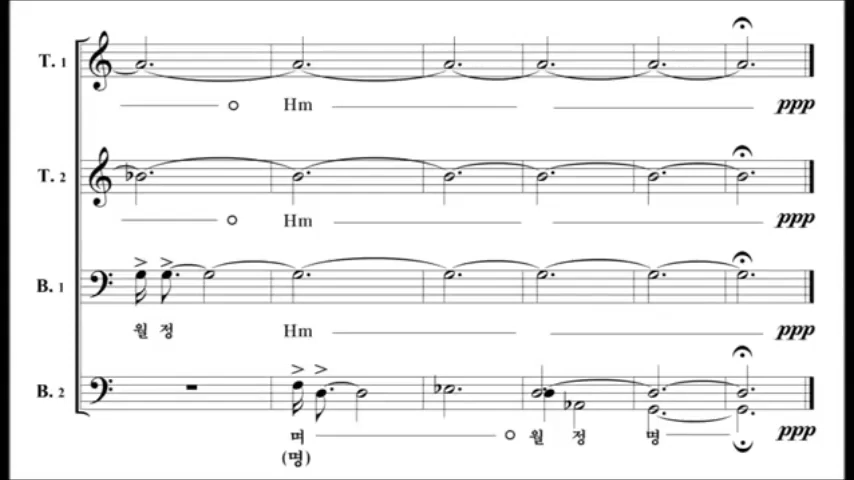 T. 1
Hm
ppp
T. 2
Hm
ppp
B. 1
월 정 Hm
ppp
B. 2
며 월 정 명
ppp
(명)